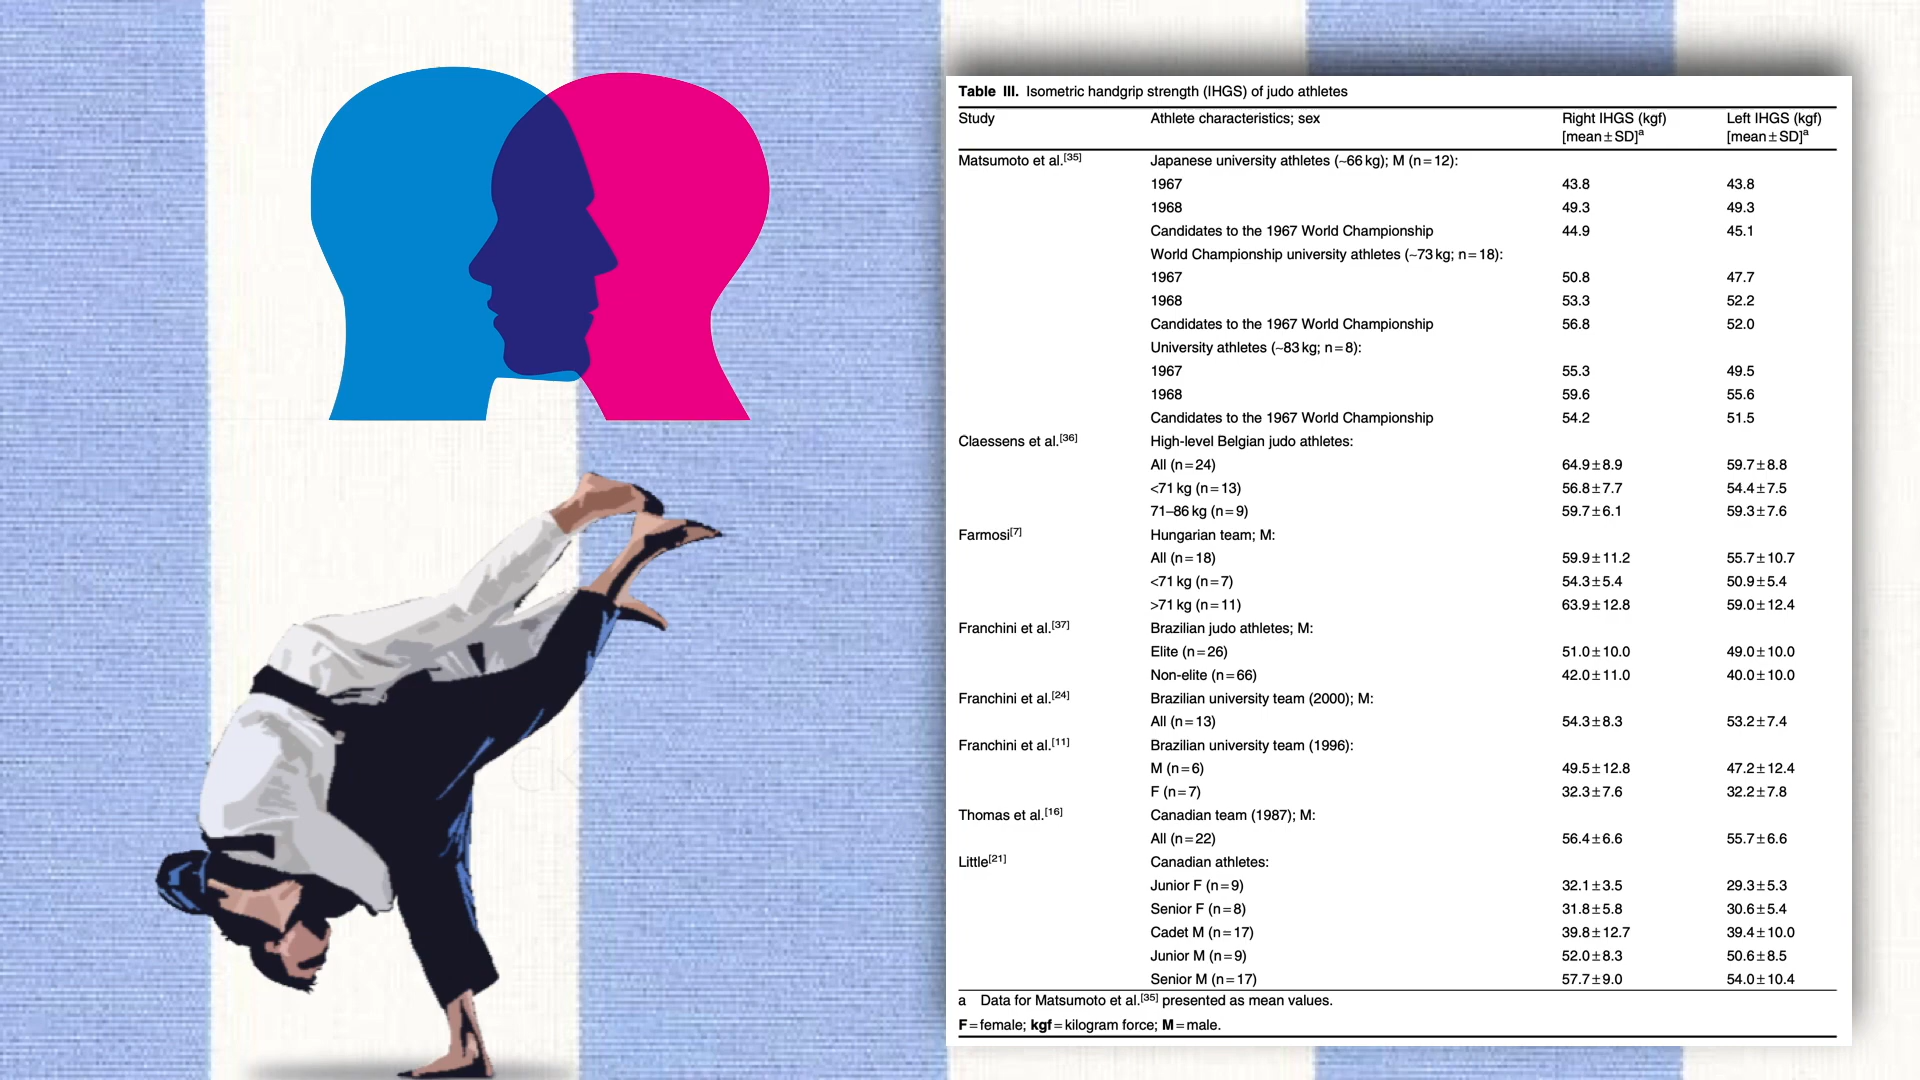 Table III. Isometric handgrip strength (IHGS) of judo athletes
Study Athlete characteristics; sex Right IHGS (kgf) [mean±SD]a Left IHGS (kgf) [mean±SD]a
Matsumoto et al.[35] Japanese university athletes (~66 kg); M (n=12):
1967 43.8 43.8
1968 49.3 49.3
Candidates to the 1967 World Championship 44.9 45.1
World Championship university athletes (~73 kg; n=18):
1967 50.8 47.7
1968 53.3 52.2
Candidates to the 1967 World Championship 56.8 52.0
University athletes (~83 kg; n=8):
1967 55.3 49.5
1968 59.6 55.6
Candidates to the 1967 World Championship 54.2 51.5
Claessens et al.[36] High-level Belgian judo athletes:
All (n=24) 64.9±8.9 59.7±8.8
<71 kg (n=13) 56.8±7.7 54.4±7.5
71–86 kg (n=9) 59.7±6.1 59.3±7.6
Farmosi[7] Hungarian team; M:
All (n=18) 59.9±11.2 55.7±10.7
<71 kg (n=7) 54.3±5.4 50.9±5.4
>71 kg (n=11) 63.9±12.8 59.0±12.4
Franchini et al.[37] Brazilian judo athletes; M:
Elite (n=26) 51.0±10.0 49.0±10.0
Non-elite (n=66) 42.0±11.0 40.0±10.0
Franchini et al.[24] Brazilian university team (2000); M:
All (n=13) 54.3±8.3 53.2±7.4
Franchini et al.[11] Brazilian university team (1996):
M (n=6) 49.5±12.8 47.2±12.4
F (n=7) 32.3±7.6 32.2±7.8
Thomas et al.[16] Canadian team (1987); M:
All (n=22) 56.4±6.6 55.7±6.6
Little[21] Canadian athletes:
Junior F (n=9) 32.1±3.5 29.3±5.3
Senior F (n=8) 31.8±5.8 30.6±5.4
Cadet M (n=17) 39.8±12.7 39.4±10.0
Junior M (n=9) 52.0±8.3 50.6±8.5
Senior M (n=17) 57.7±9.0 54.0±10.4
a Data for Matsumoto et al.[35] presented as mean values.
F=female; kgf=kilogram force; M=male.